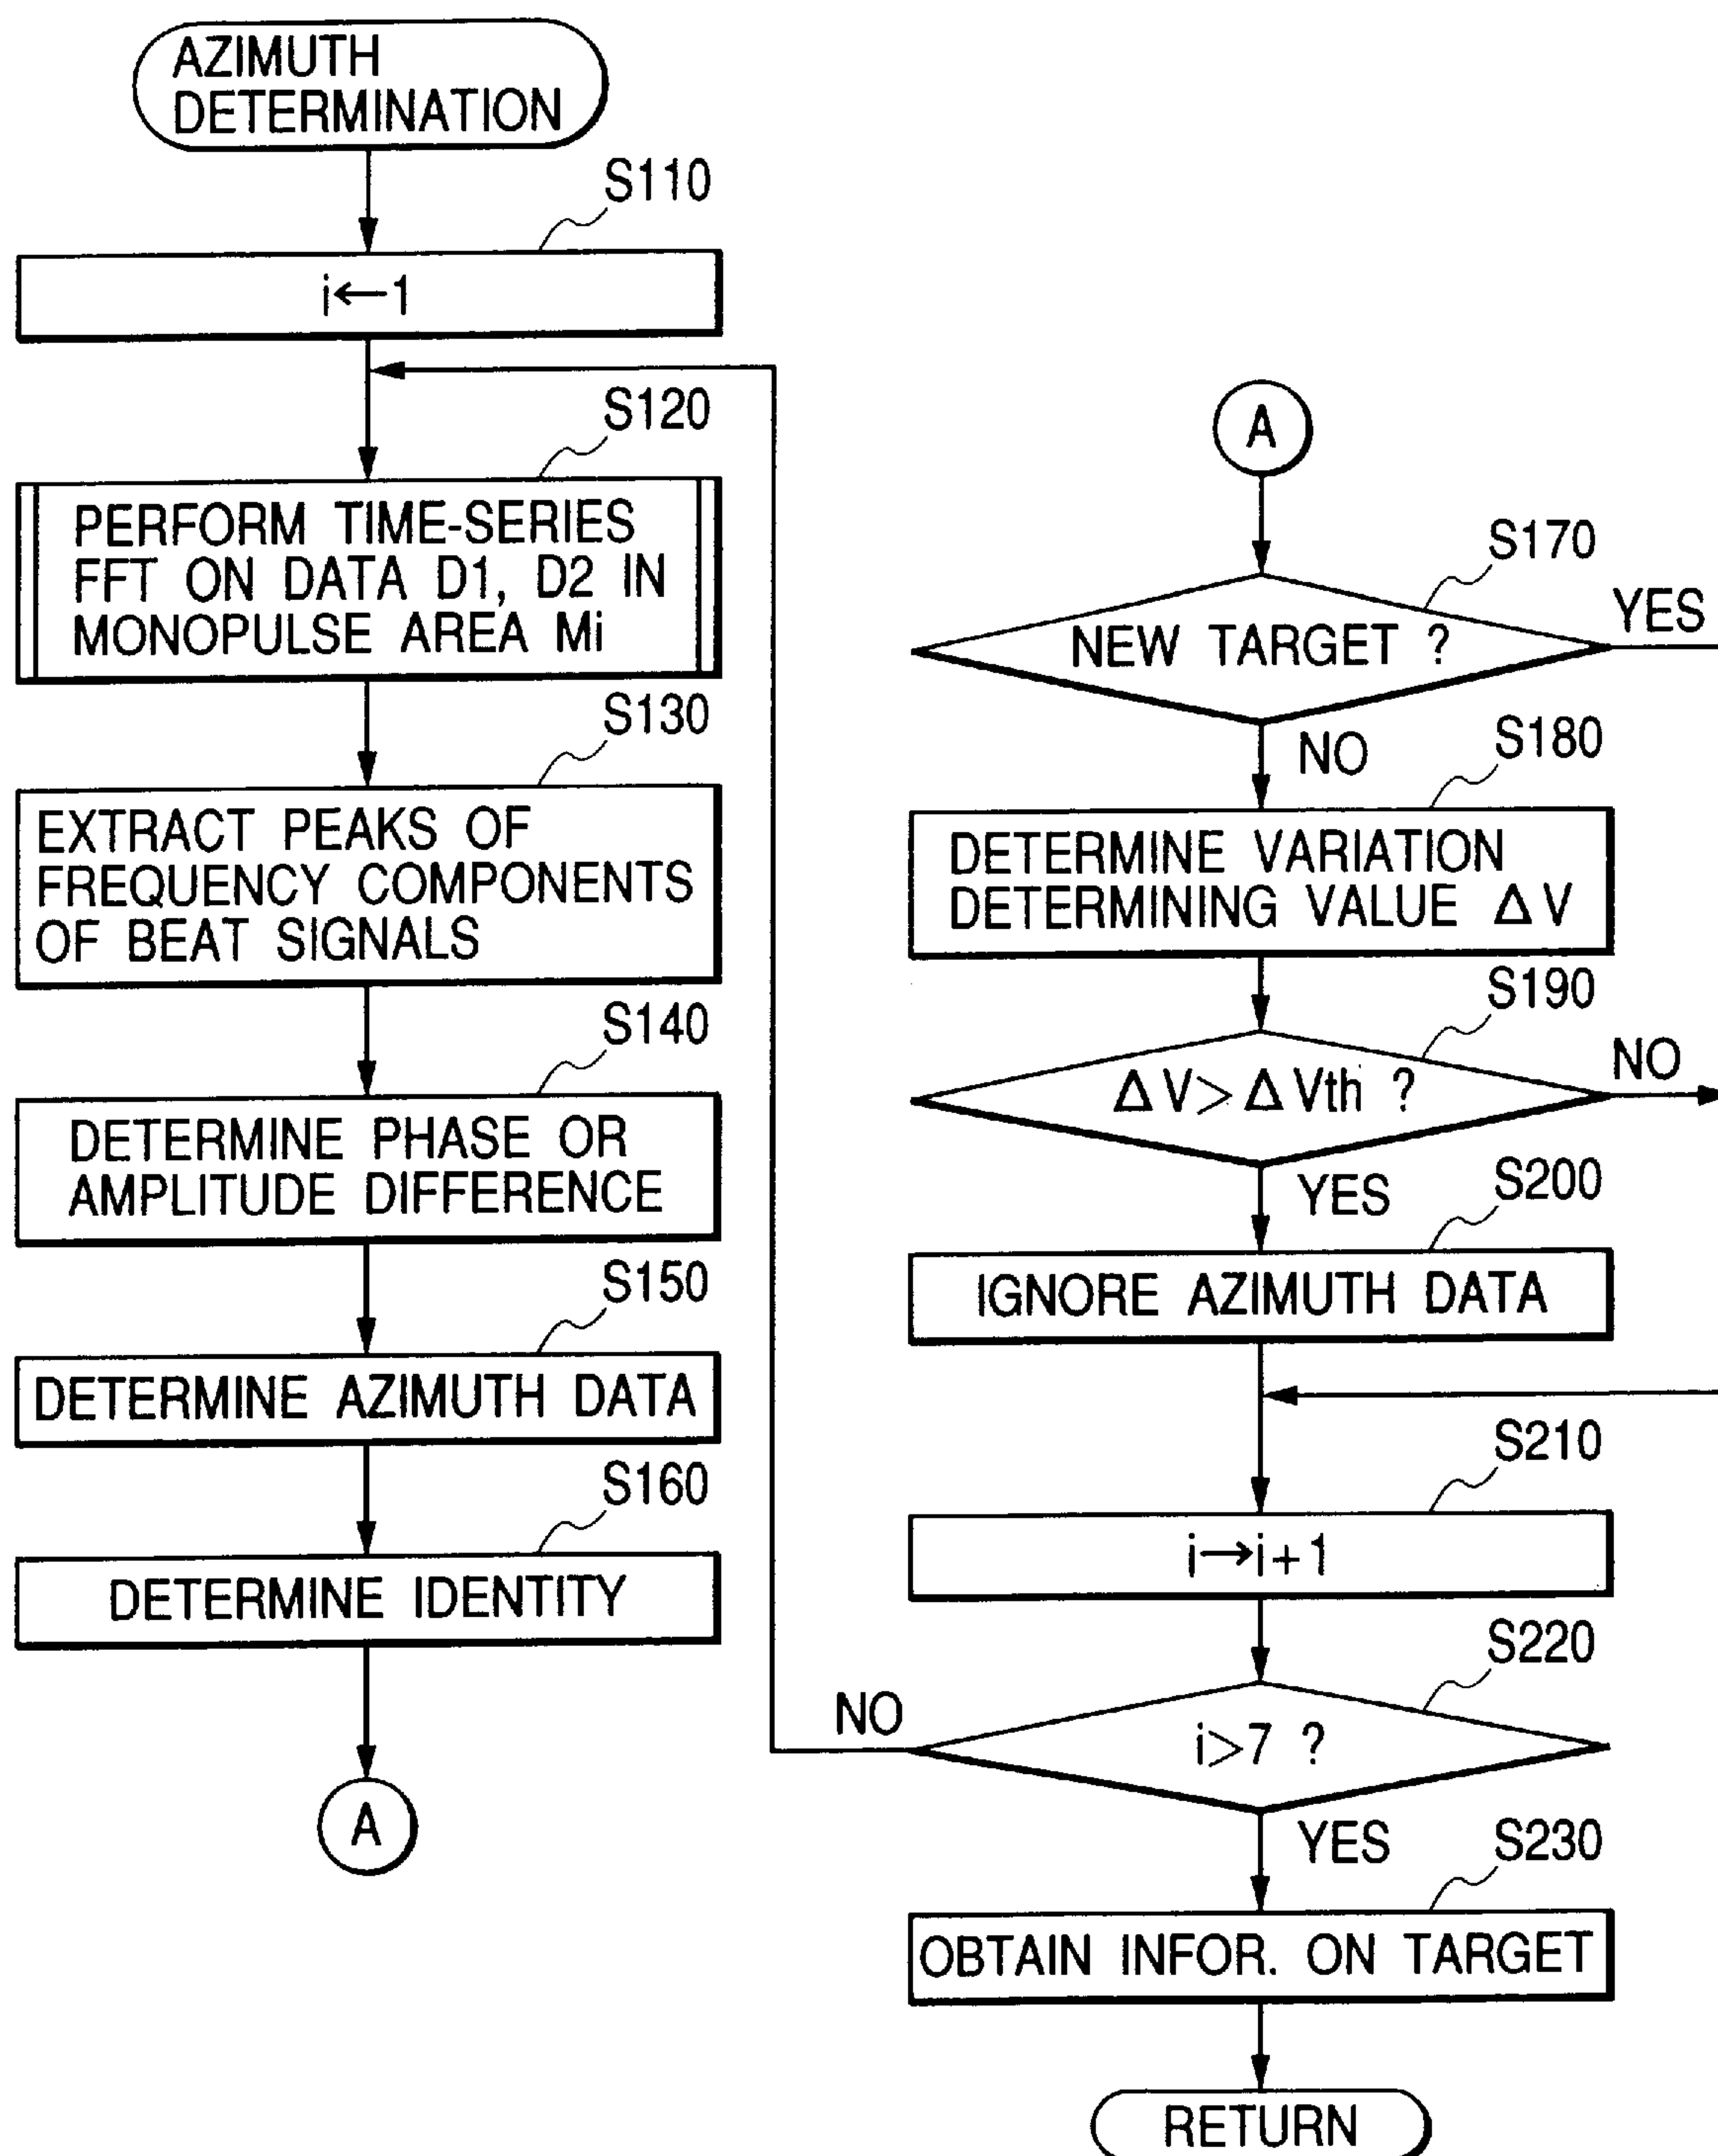 AZIMUTH
DETERMINATION
S110
i←1
S120
PERFORM TIME-SERIES
FFT ON DATA D1, D2 IN
MONOPULSE AREA Mi
S130
EXTRACT PEAKS OF
FREQUENCY COMPONENTS
OF BEAT SIGNALS
S140
DETERMINE PHASE OR
AMPLITUDE DIFFERENCE
S150
DETERMINE AZIMUTH DATA
S160
DETERMINE IDENTITY
A
A
S170
NEW TARGET ?
YES
NO
S180
DETERMINE VARIATION
DETERMINING VALUE ΔV
S190
ΔV>ΔVth ?
NO
YES
S200
IGNORE AZIMUTH DATA
S210
i→i+1
S220
i>7 ?
NO
YES
S230
OBTAIN INFOR. ON TARGET
RETURN